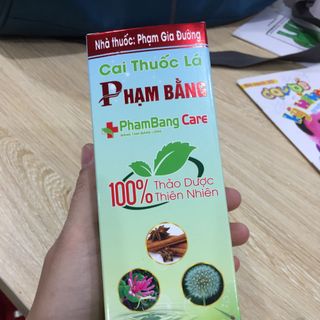 Nhà thuốc: Phạm Gia Đường
Cai Thuốc Lá
PHẠM BẰNG
PhamBang Care
100% Thảo Dược
Thiên Nhiên